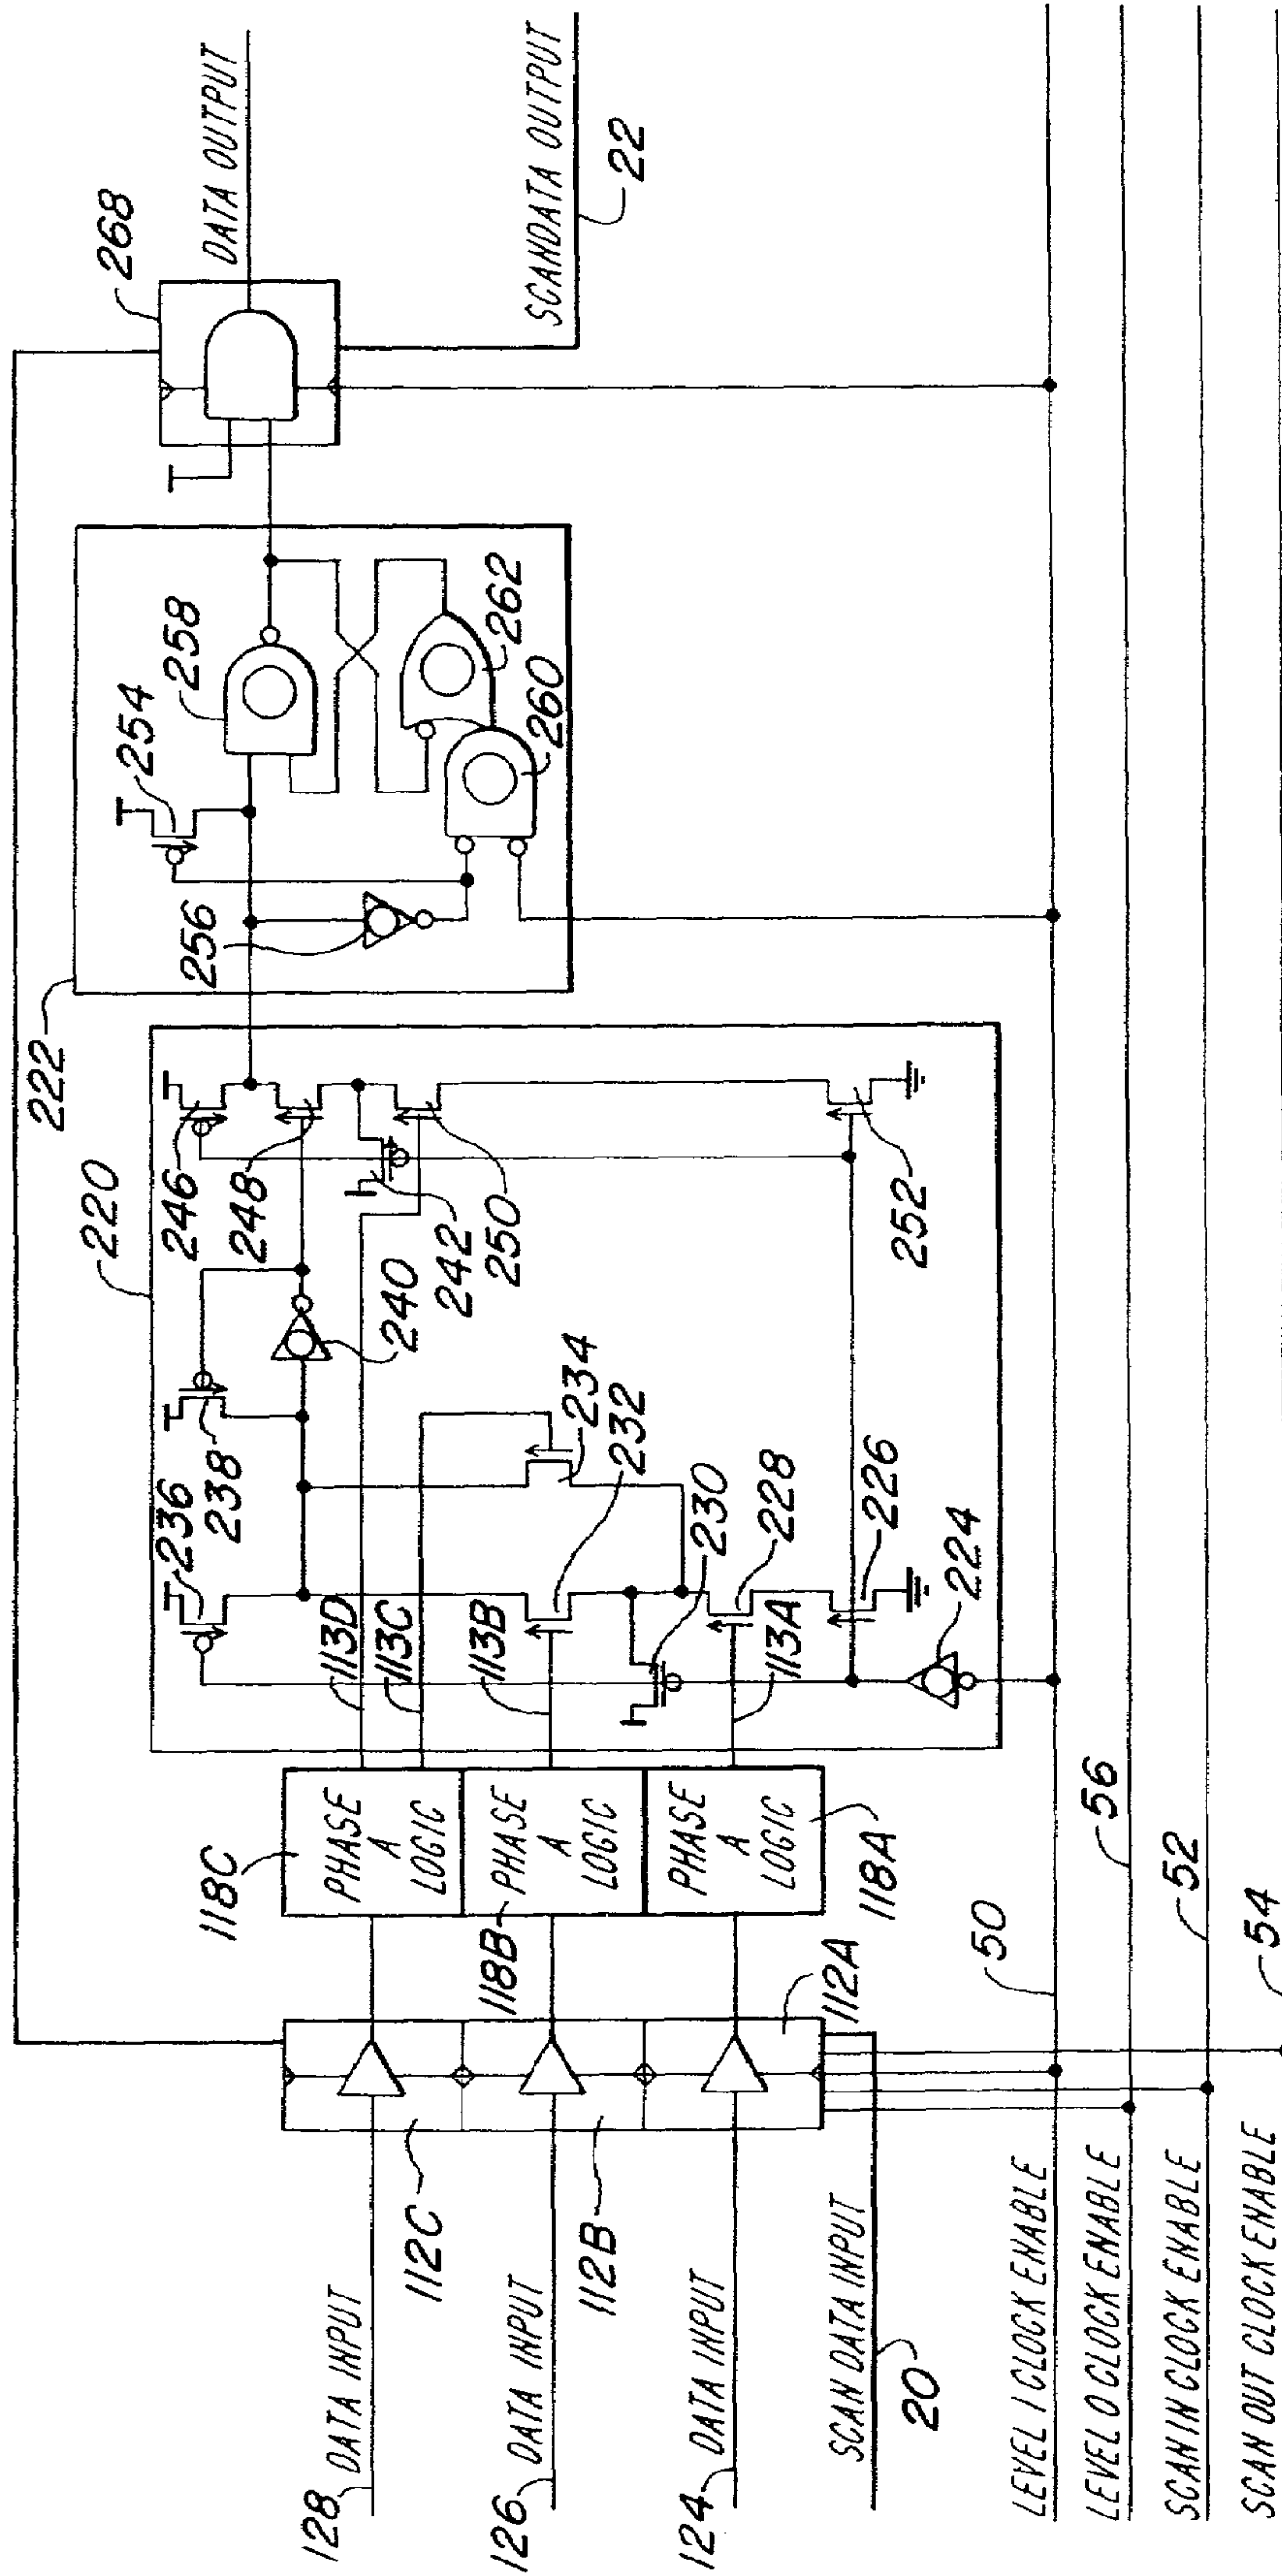 128 DATA INPUT
126 DATA INPUT
124 DATA INPUT
SCAN DATA INPUT
20
LEVEL 1 CLOCK ENABLE
LEVEL 0 CLOCK ENABLE
SCAN IN CLOCK ENABLE
SCAN OUT CLOCK ENABLE
112C
112B
112A
50
56
52
54
118C
PHASE A LOGIC
118B
PHASE A LOGIC
PHASE A LOGIC
118A
113D
113C
113B
113A
220
236
238
240
234
232
230
228
226
224
246
248
242
250
252
222
256
254
258
262
260
268
DATA OUTPUT
SCANDATA OUTPUT
22